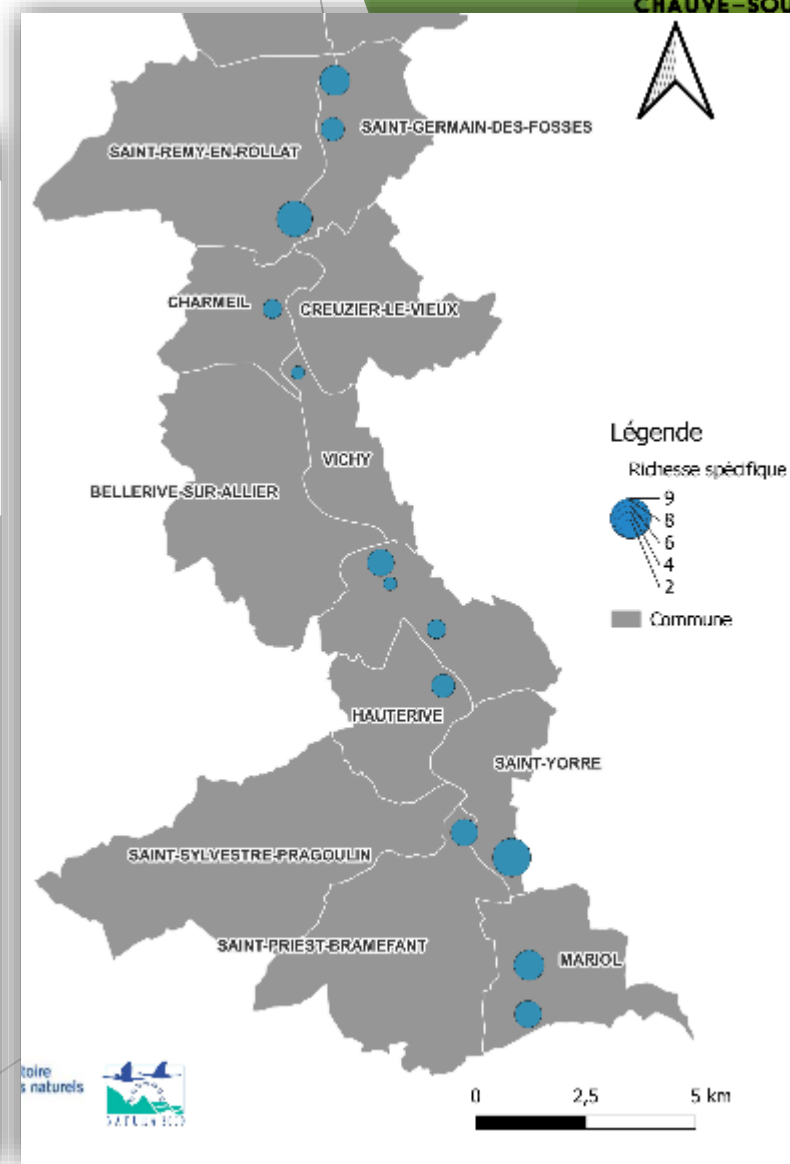 CHAUVE-SOU
SAINT-GERMAIN-DES-FOSSES
SAINT-REMY-EN-ROLLAT
CHARMEIL
CREUZIER-LE-VIEUX
Légende
Richesse spécifique
9
8
6
4
2
Commune
VICHY
BELLERIVE-SUR-ALLIER
HAUTERIVE
SAINT-YORRE
SAINT-SYLVESTRE-PRAGOULIN
SAINT-PRIEST-BRAMEFANT
MARIOL
toire
s naturels
0 2,5 5 km